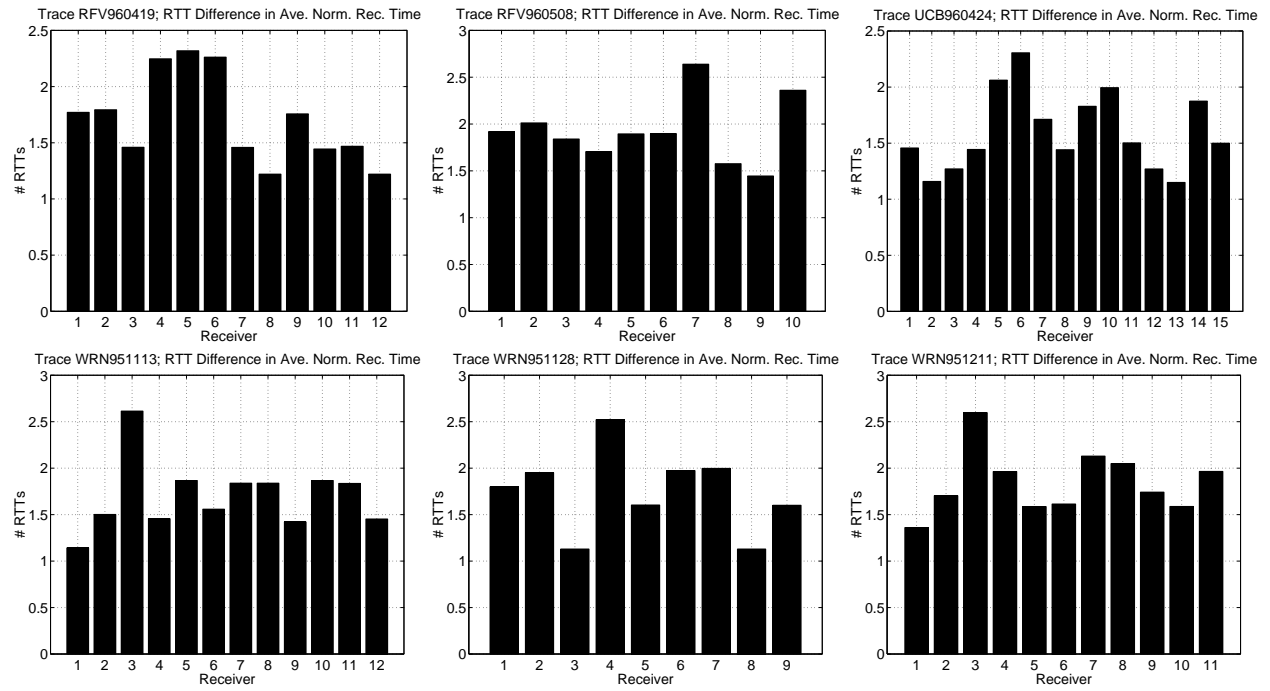 Trace RFV960419; RTT Difference in Ave. Norm. Rec. Time
2.5
2
1.5
1
0.5
0
# RTTs
1 2 3 4 5 6 7 8 9 10 11 12
Receiver
Trace RFV960508; RTT Difference in Ave. Norm. Rec. Time
3
2.5
2
1.5
1
0.5
0
# RTTs
1 2 3 4 5 6 7 8 9 10
Receiver
Trace UCB960424; RTT Difference in Ave. Norm. Rec. Time
2.5
2
1.5
1
0.5
0
# RTTs
1 2 3 4 5 6 7 8 9 10 11 12 13 14 15
Receiver
Trace WRN951113; RTT Difference in Ave. Norm. Rec. Time
3
2.5
2
1.5
1
0.5
0
# RTTs
1 2 3 4 5 6 7 8 9 10 11 12
Receiver
Trace WRN951128; RTT Difference in Ave. Norm. Rec. Time
3
2.5
2
1.5
1
0.5
0
# RTTs
1 2 3 4 5 6 7 8 9
Receiver
Trace WRN951211; RTT Difference in Ave. Norm. Rec. Time
3
2.5
2
1.5
1
0.5
0
# RTTs
1 2 3 4 5 6 7 8 9 10 11
Receiver